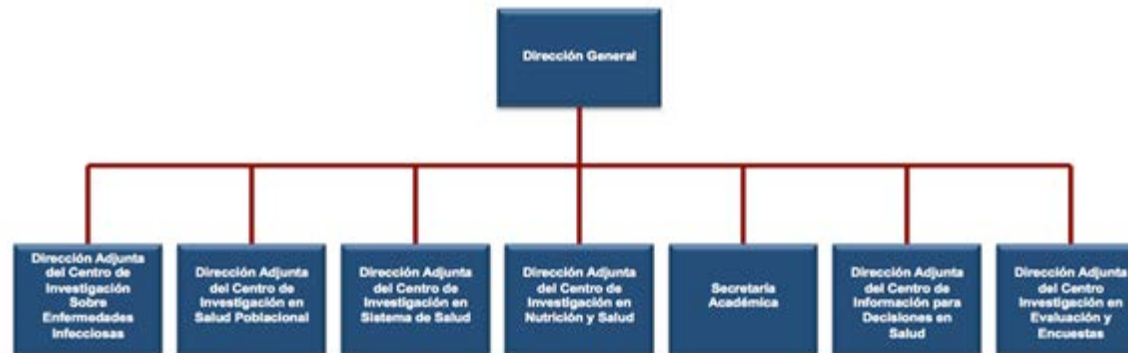 Dirección General
Dirección Adjunta
del Centro de
Investigación
Sobre
Enfermedades
Infecciosas
Dirección Adjunta
del Centro de
Investigación en
Salud Poblacional
Dirección Adjunta
del Centro de
Investigación en
Sistema de Salud
Dirección Adjunta
del Centro de
Investigación en
Nutrición y Salud
Secretaría
Académica
Dirección Adjunta
del Centro de
Información para
Decisiones en
Salud
Dirección Adjunta
del Centro
Investigación en
Evaluación y
Encuestas